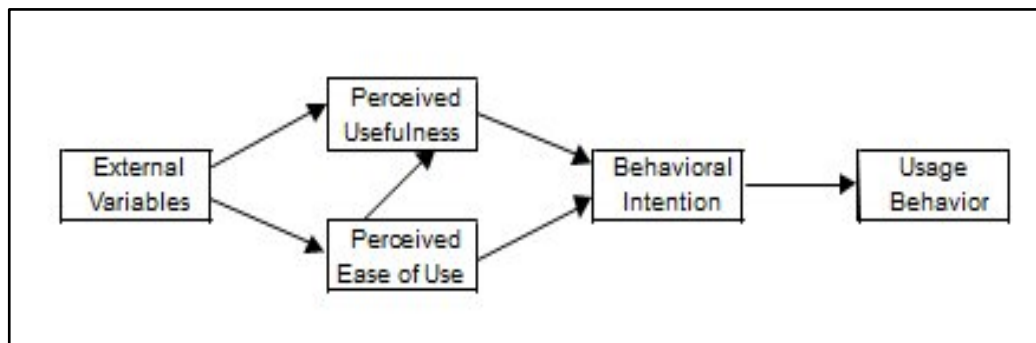 Perceived
Usefulness
External
Variables
Behavioral
Intention
Usage
Behavior
Perceived
Ease of Use